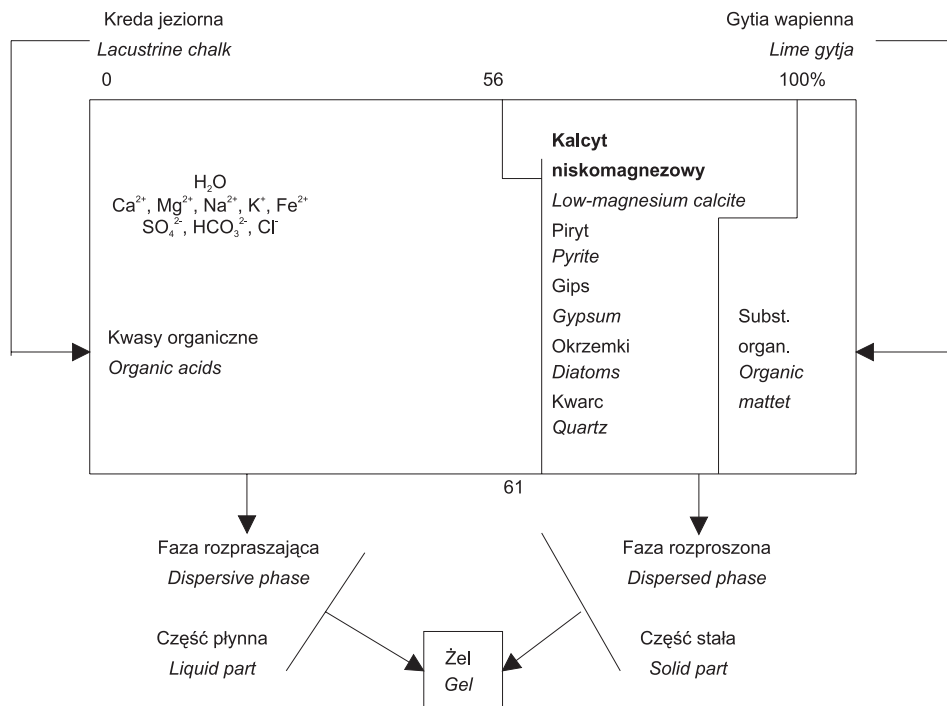 Kreda jeziorna
Lacustrine chalk
Gytia wapienna
Lime gytja
0
56
100%
H₂O
Ca²⁺, Mg²⁺, Na²⁺, K⁺, Fe²⁺
SO₄²⁻, HCO₃²⁻, Cl⁻
Kwasy organiczne
Organic acids
Kalcyt
niskomagnezowy
Low-magnesium calcite
Piryt
Pyrite
Gips
Gypsum
Okrzemki
Diatoms
Kwarc
Quartz
Subst.
organ.
Organic
mattet
61
Faza rozpraszająca
Dispersive phase
Faza rozproszona
Dispersed phase
Część płynna
Liquid part
Żel
Gel
Część stała
Solid part